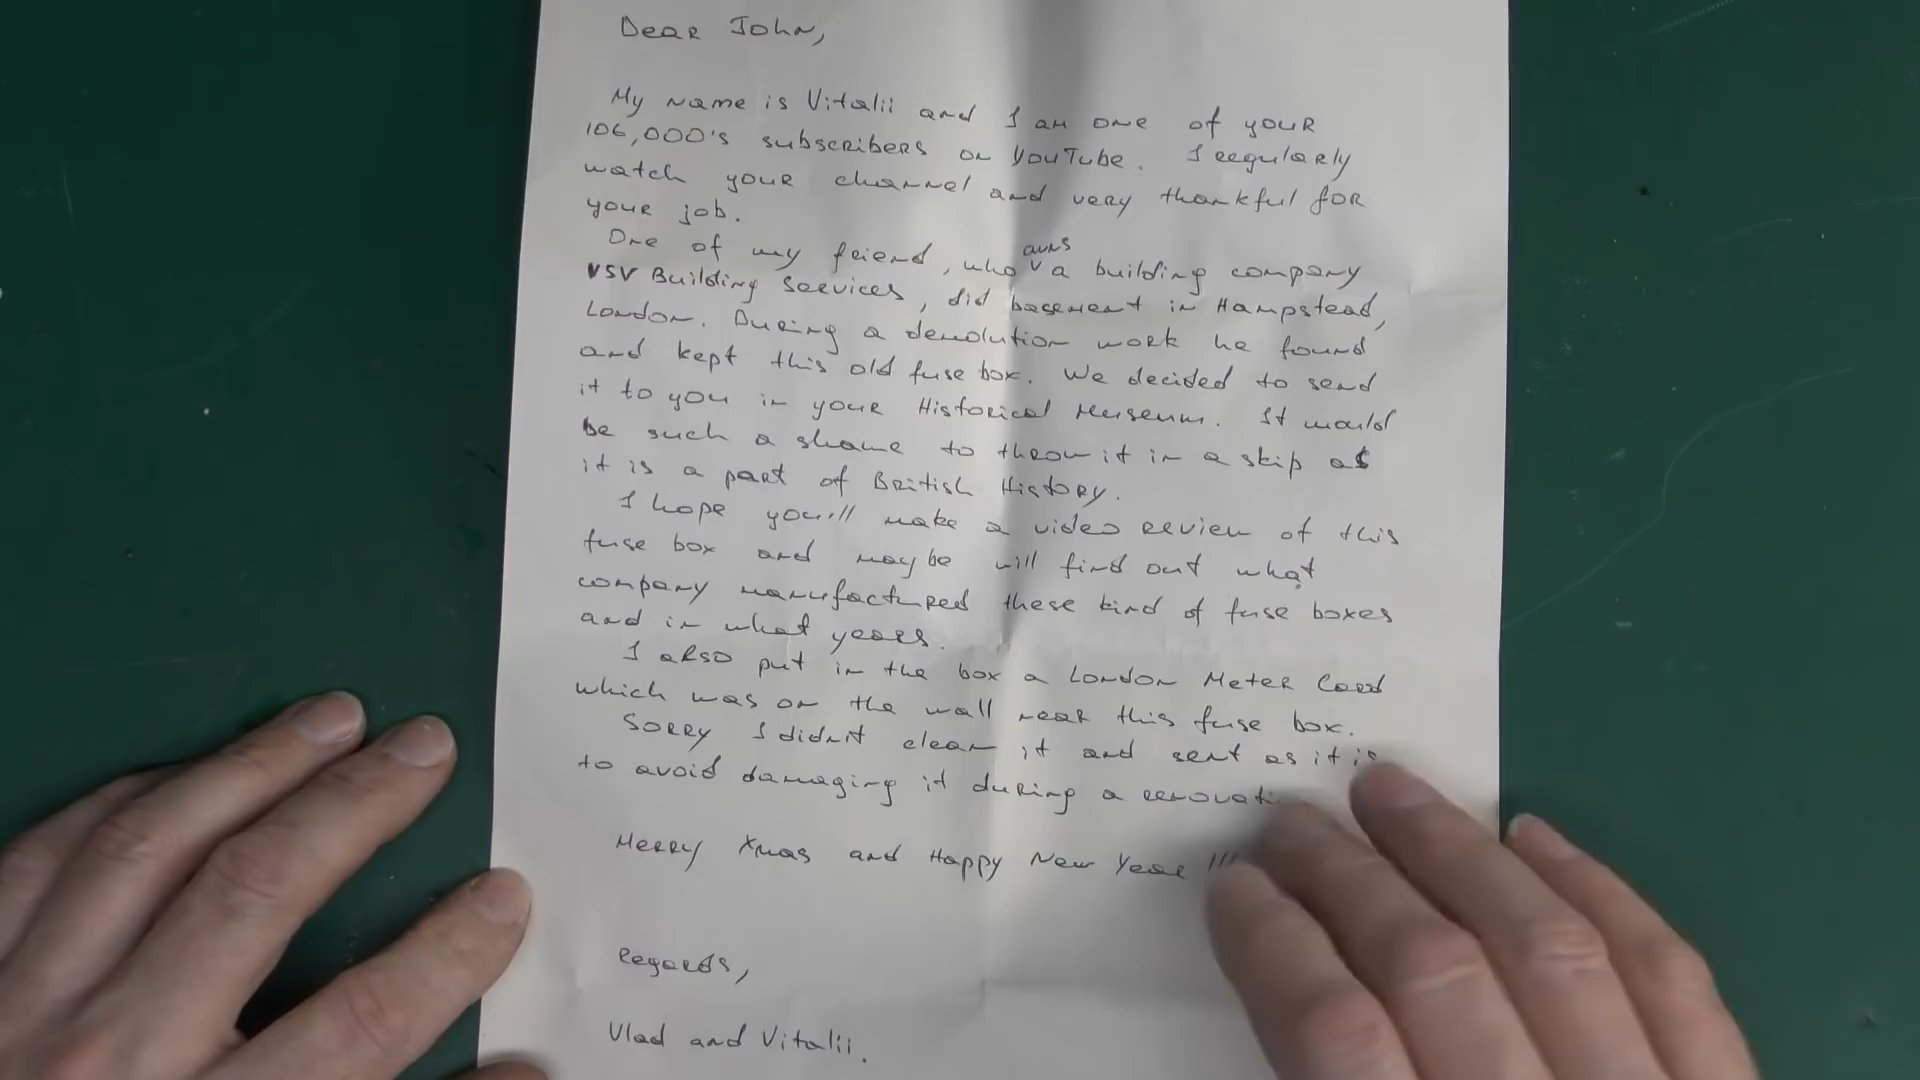 Dear John,
My name is Vitalii and I am one of your
106,000's subscribers on YouTube. I regularly
watch your channel and very thankful for
your job.
One of my friend, who owns a building company
VSV Building Services, did basement in Hampstead,
London. During a demolution work he found
and kept this old fuse box. We decided to send
it to you in your Historical Museum. It would
be such a shame to throw it in a skip as
it is a part of British History.
I hope you'll make a video review of this
fuse box and maybe will find out what
company manufactured these kind of fuse boxes
and in what years.
I also put in the box a London Meter Card
which was on the wall near this fuse box.
Sorry I didn't clean it and sent as it is
to avoid damaging it during a
Merry Xmas and Happy New Year !!!
Regards,
Vlad and Vitalii.